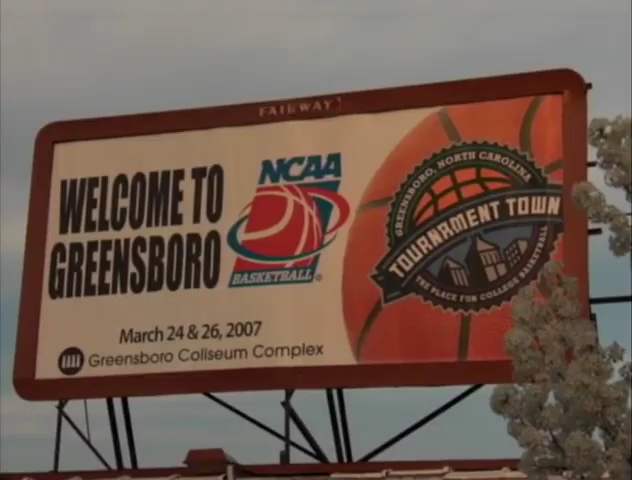 FAIRWAY
WELCOME TO
GREENSBORO
NCAA
BASKETBALL
GREENSBORO, NORTH CAROLINA
TOURNAMENT TOWN
THE PLACE FOR COLLEGE BASKETBALL
March 24 & 26, 2007
Greensboro Coliseum Complex